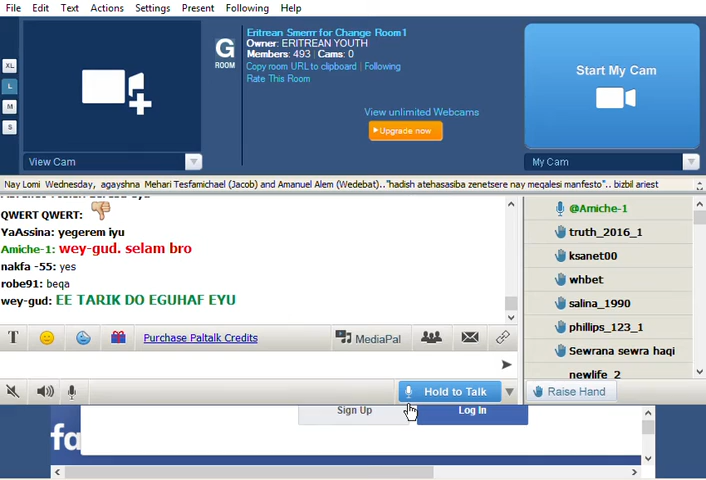 File Edit Text Actions Settings Present Following Help
XL
L
M
S
View Cam
G
ROOM
Eritrean Smerrr for Change Room1
Owner: ERITREAN YOUTH
Members: 493 Cams: 0
Copy room URL to clipboard | Following
Rate This Room
View unlimited Webcams
Upgrade now
Start My Cam
My Cam
Nay Lomi Wednesday, agayshna Mehari Tesfamichael (Jacob) and Amanuel Alem (Wedebat).."hadish atehasasiba zenetsere nay meqalesi manfesto".. bizbil ariest
QWERT QWERT:
YaAssina: yegerem iyu
Amiche-1: wey-gud. selam bro
nakfa -55: yes
robe91: beqa
wey-gud: EE TARIK DO EGUHAF EYU
@Amiche-1
truth_2016_1
ksanet00
whbet
salina_1990
phillips_123_1
Sewrana sewra haqi
newlife_2
T
Purchase Paltalk Credits
MediaPal
Hold to Talk
Raise Hand
Sign Up
Log In